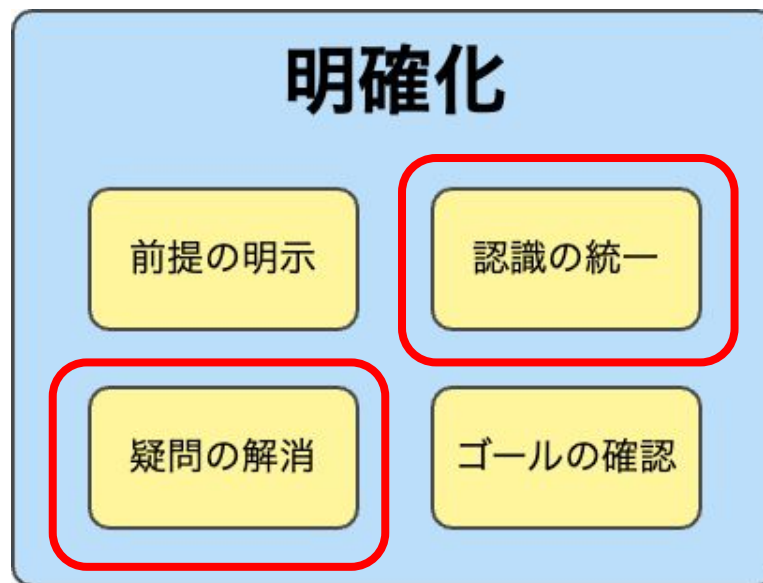 明確化
前提の明示
認識の統一
疑問の解消
ゴールの確認